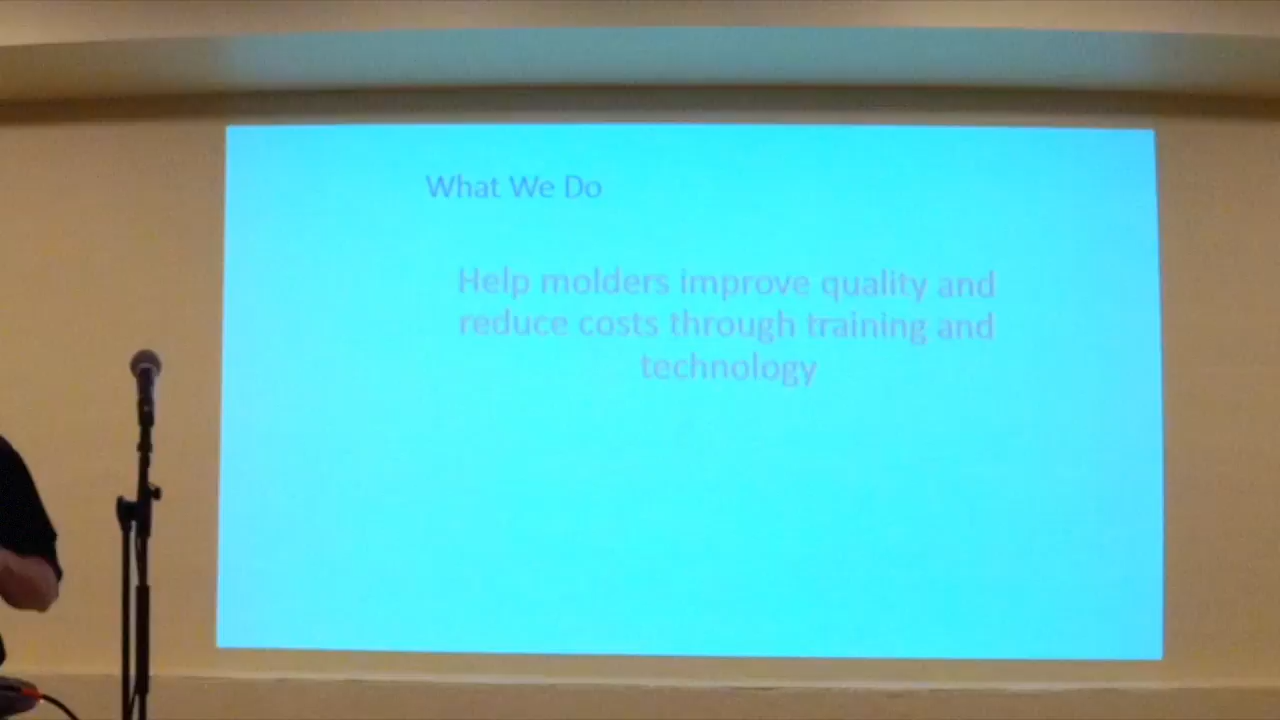 What We Do
Help molders improve quality and
reduce costs through training and
technology